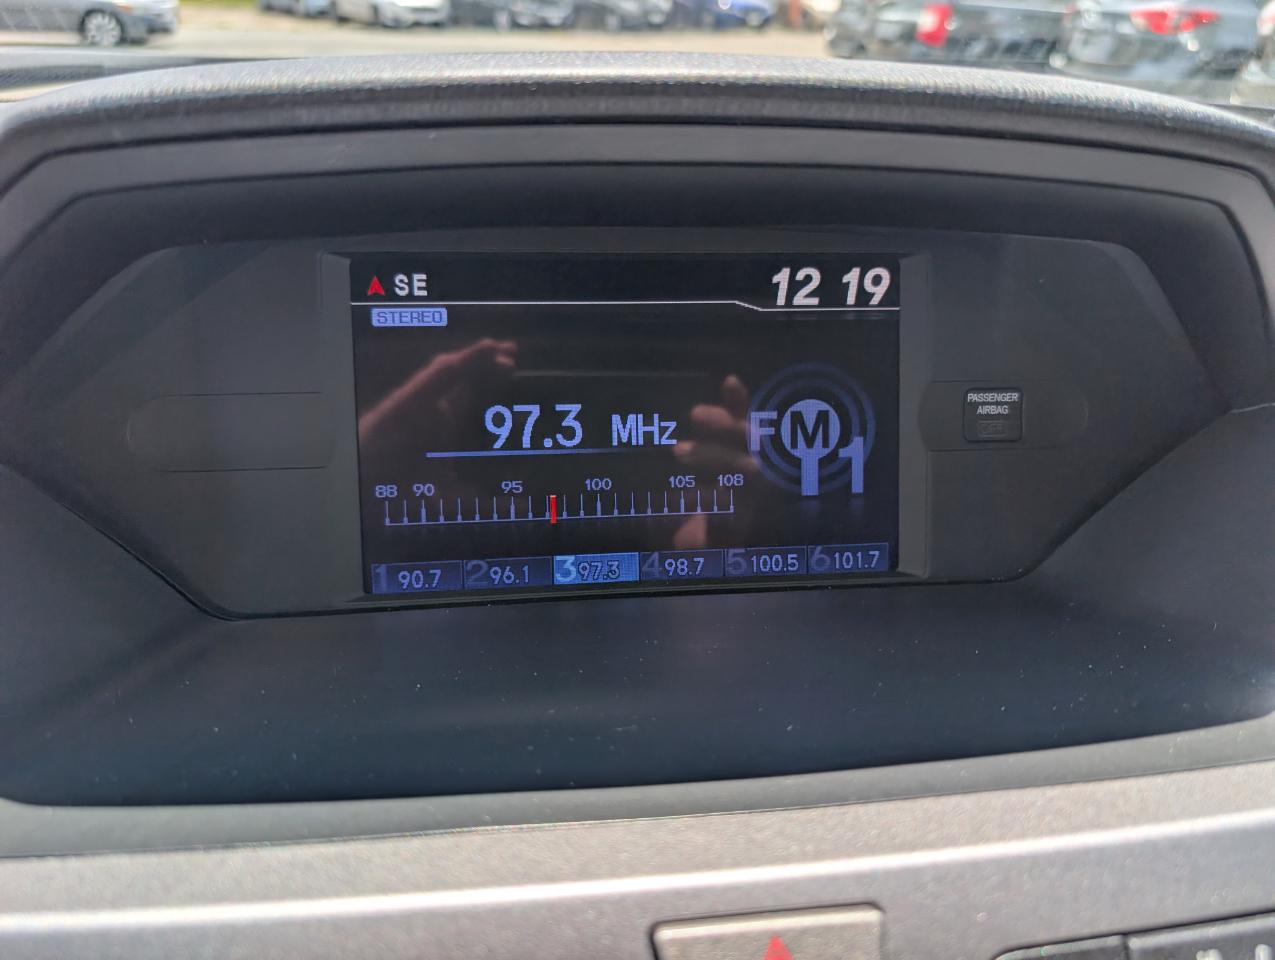 SE 12 19
STEREO
97.3 MHz
FM 1
88 90 95 100 105 108
1 90.7 2 96.1 3 97.3 4 98.7 5 100.5 6 101.7
PASSENGER
AIRBAG
OFF